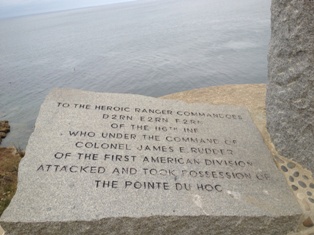 TO THE HEROIC RANGER COMMANDOES
D2RN E2RN F2RN
OF THE 116TH INF
WHO UNDER THE COMMAND OF
COLONEL JAMES E. RUDDER
OF THE FIRST AMERICAN DIVISION
ATTACKED AND TOOK POSSESSION OF
THE POINTE DU HOC